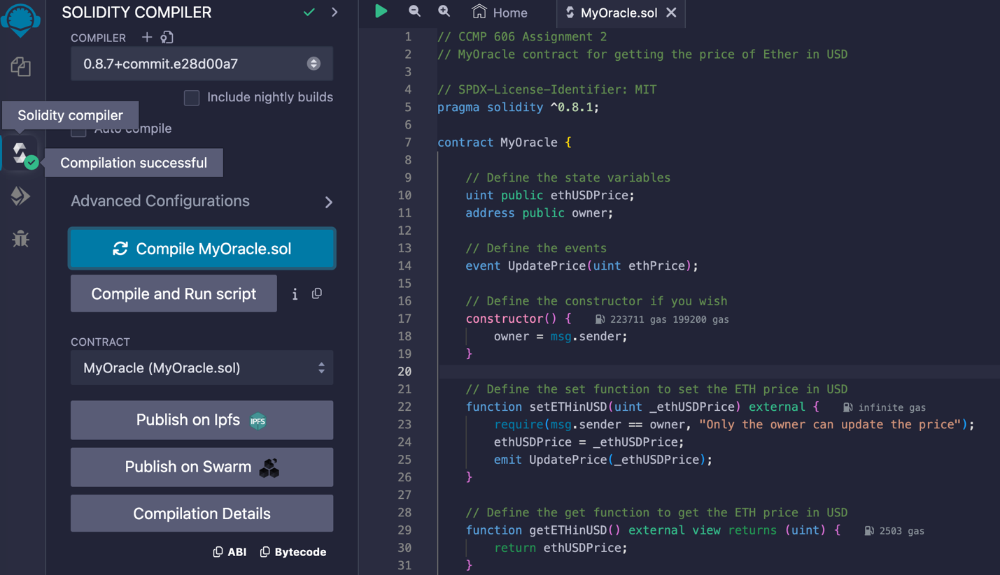 SOLIDITY COMPILER
COMPILER
0.8.7+commit.e28d00a7
Include nightly builds
Solidity compiler
Auto compile
Compilation successful
Advanced Configurations
Compile MyOracle.sol
Compile and Run script
CONTRACT
MyOracle (MyOracle.sol)
Publish on Ipfs IPFS
Publish on Swarm
Compilation Details
ABI Bytecode
Home MyOracle.sol
1 // CCMP 606 Assignment 2
2 // MyOracle contract for getting the price of Ether in USD
3
4 // SPDX-License-Identifier: MIT
5 pragma solidity ^0.8.1;
6
7 contract MyOracle {
8
9 // Define the state variables
10 uint public ethUSDPrice;
11 address public owner;
12
13 // Define the events
14 event UpdatePrice(uint ethPrice);
15
16 // Define the constructor if you wish
17 constructor() { 223711 gas 199200 gas
18 owner = msg.sender;
19 }
20
21 // Define the set function to set the ETH price in USD
22 function setETHinUSD(uint _ethUSDPrice) external { infinite gas
23 require(msg.sender == owner, "Only the owner can update the price");
24 ethUSDPrice = _ethUSDPrice;
25 emit UpdatePrice(_ethUSDPrice);
26 }
27
28 // Define the get function to get the ETH price in USD
29 function getETHinUSD() external view returns (uint) { 2503 gas
30 return ethUSDPrice;
31 }